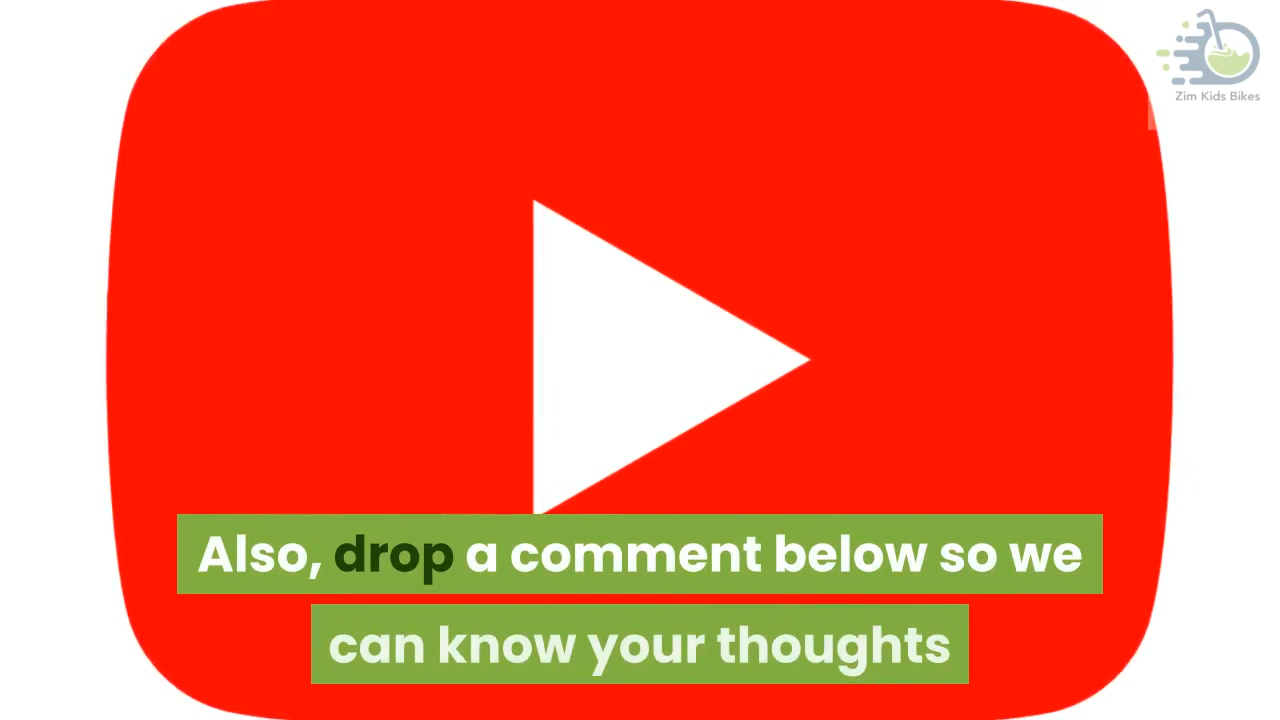 Zim Kids Bikes
Also, drop a comment below so we
can know your thoughts